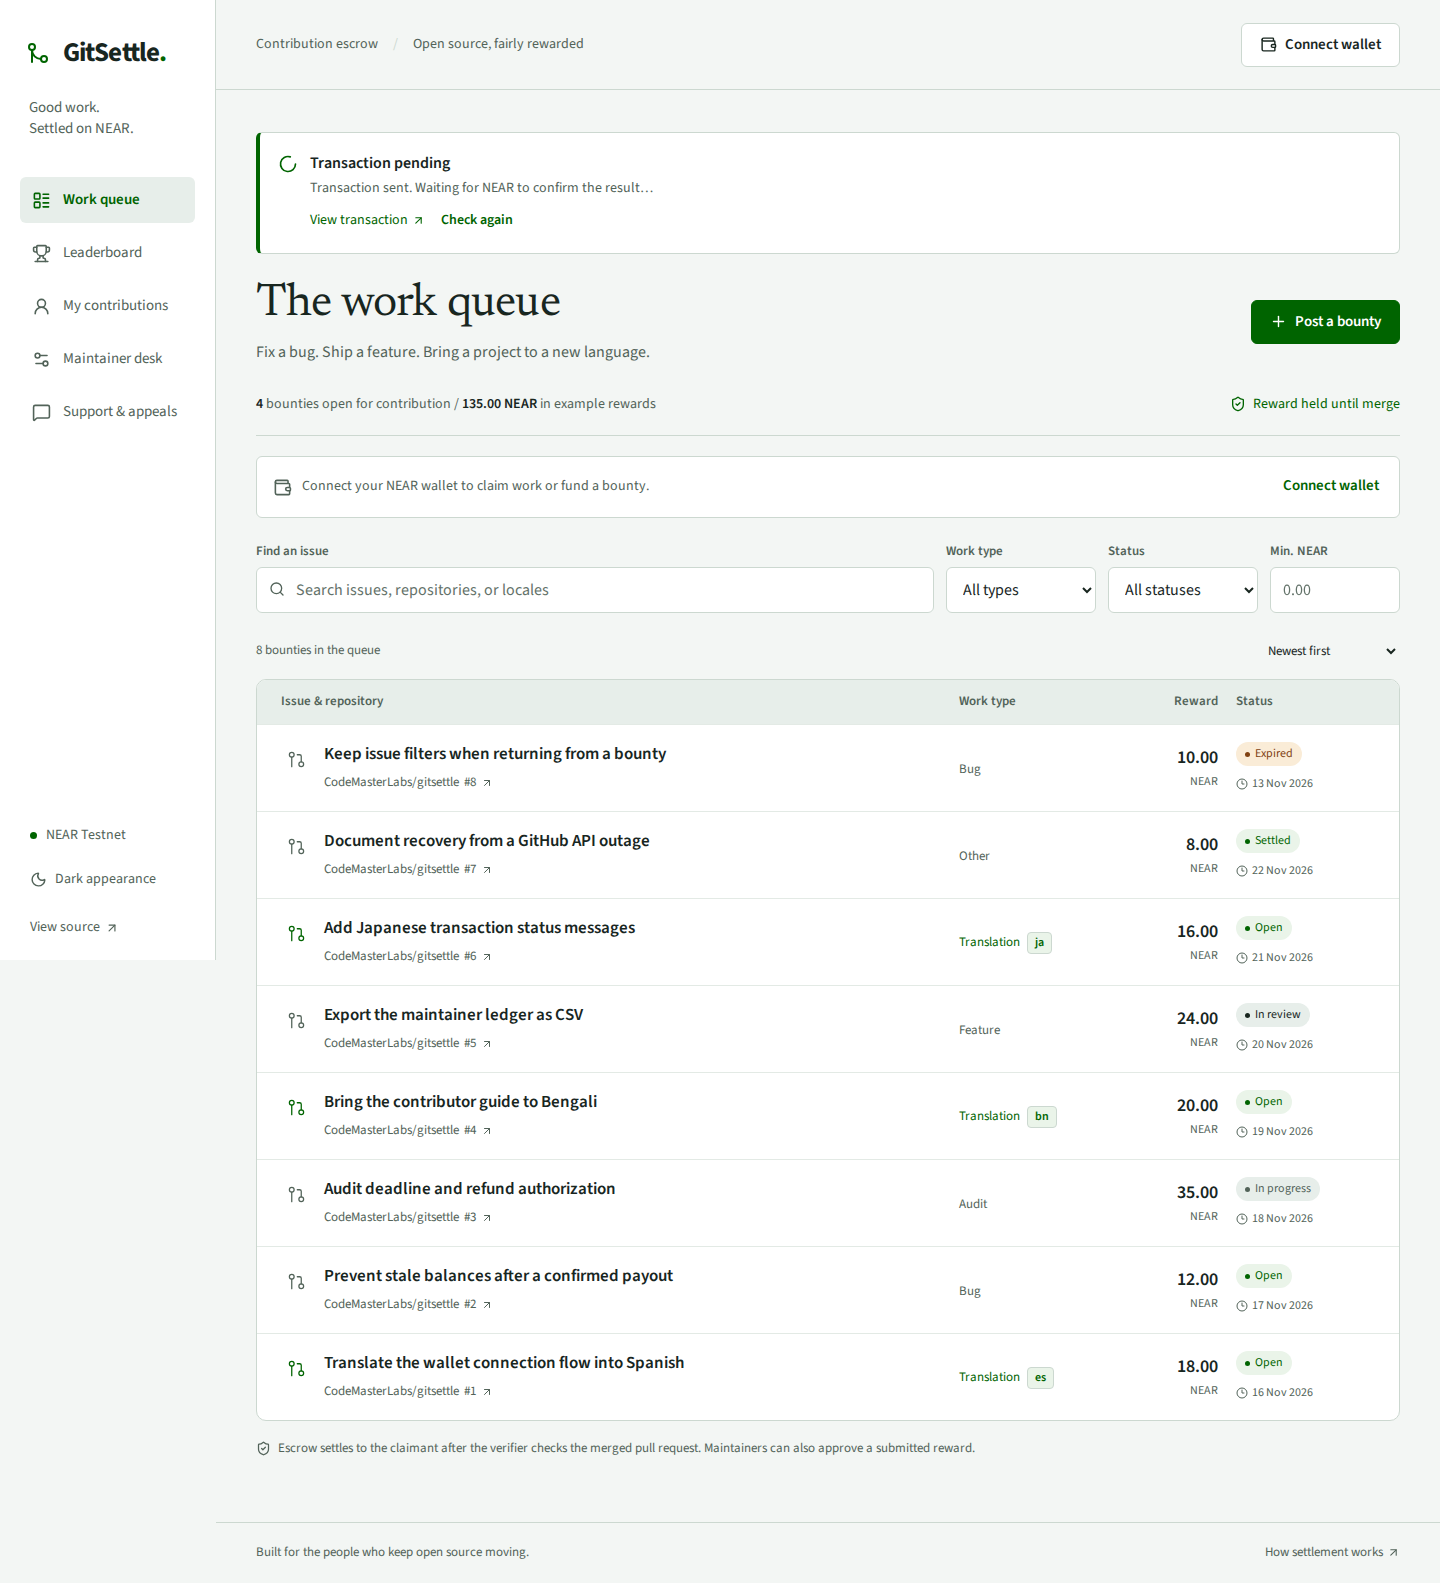 GitSettle.
Good work.
Settled on NEAR.
Work queue
Leaderboard
My contributions
Maintainer desk
Support & appeals
NEAR Testnet
Dark appearance
View source
Contribution escrow / Open source, fairly rewarded
Connect wallet
Transaction pending
Transaction sent. Waiting for NEAR to confirm the result…
View transaction Check again
The work queue
Fix a bug. Ship a feature. Bring a project to a new language.
Post a bounty
4 bounties open for contribution / 135.00 NEAR in example rewards
Reward held until merge
Connect your NEAR wallet to claim work or fund a bounty.
Connect wallet
Find an issue Work type Status Min. NEAR
Search issues, repositories, or locales All types All statuses 0.00
8 bounties in the queue Newest first
Issue & repository Work type Reward Status
Keep issue filters when returning from a bounty
CodeMasterLabs/gitsettle #8
Bug
10.00
NEAR
Expired
13 Nov 2026
Document recovery from a GitHub API outage
CodeMasterLabs/gitsettle #7
Other
8.00
NEAR
Settled
22 Nov 2026
Add Japanese transaction status messages
CodeMasterLabs/gitsettle #6
Translation ja
16.00
NEAR
Open
21 Nov 2026
Export the maintainer ledger as CSV
CodeMasterLabs/gitsettle #5
Feature
24.00
NEAR
In review
20 Nov 2026
Bring the contributor guide to Bengali
CodeMasterLabs/gitsettle #4
Translation bn
20.00
NEAR
Open
19 Nov 2026
Audit deadline and refund authorization
CodeMasterLabs/gitsettle #3
Audit
35.00
NEAR
In progress
18 Nov 2026
Prevent stale balances after a confirmed payout
CodeMasterLabs/gitsettle #2
Bug
12.00
NEAR
Open
17 Nov 2026
Translate the wallet connection flow into Spanish
CodeMasterLabs/gitsettle #1
Translation es
18.00
NEAR
Open
16 Nov 2026
Escrow settles to the claimant after the verifier checks the merged pull request. Maintainers can also approve a submitted reward.
Built for the people who keep open source moving.
How settlement works